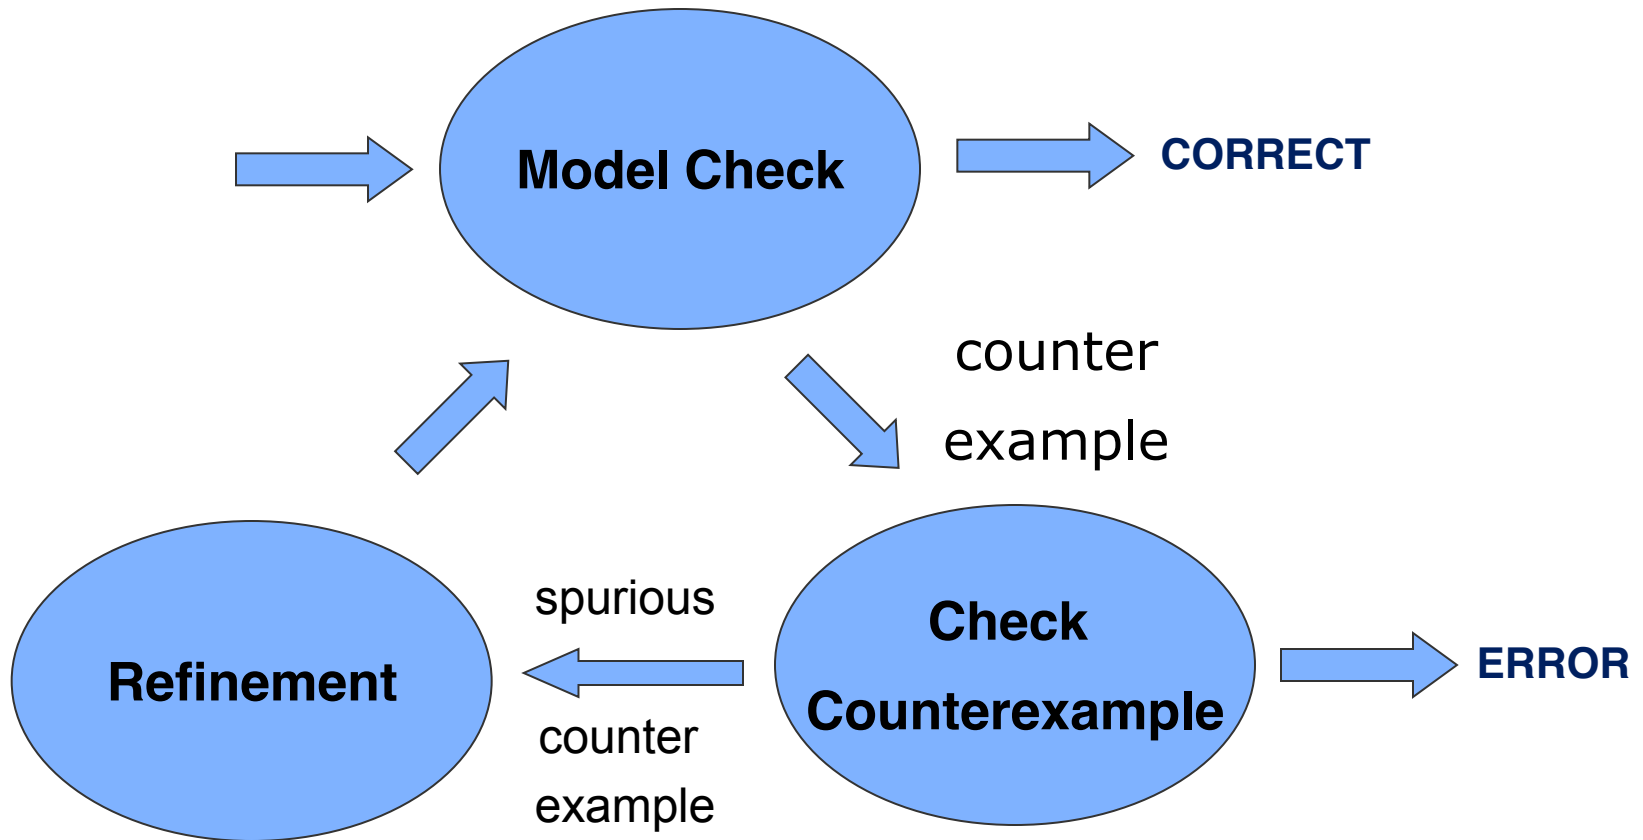 Model Check
CORRECT
counter
example
spurious
Check
Counterexample
ERROR
Refinement
counter
example